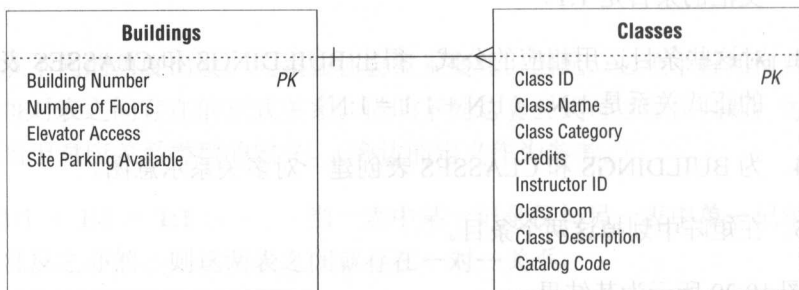 Buildings
Building Number PK
Number of Floors
Elevator Access
Site Parking Available
Classes
Class ID PK
Class Name
Class Category
Credits
Instructor ID
Classroom
Class Description
Catalog Code